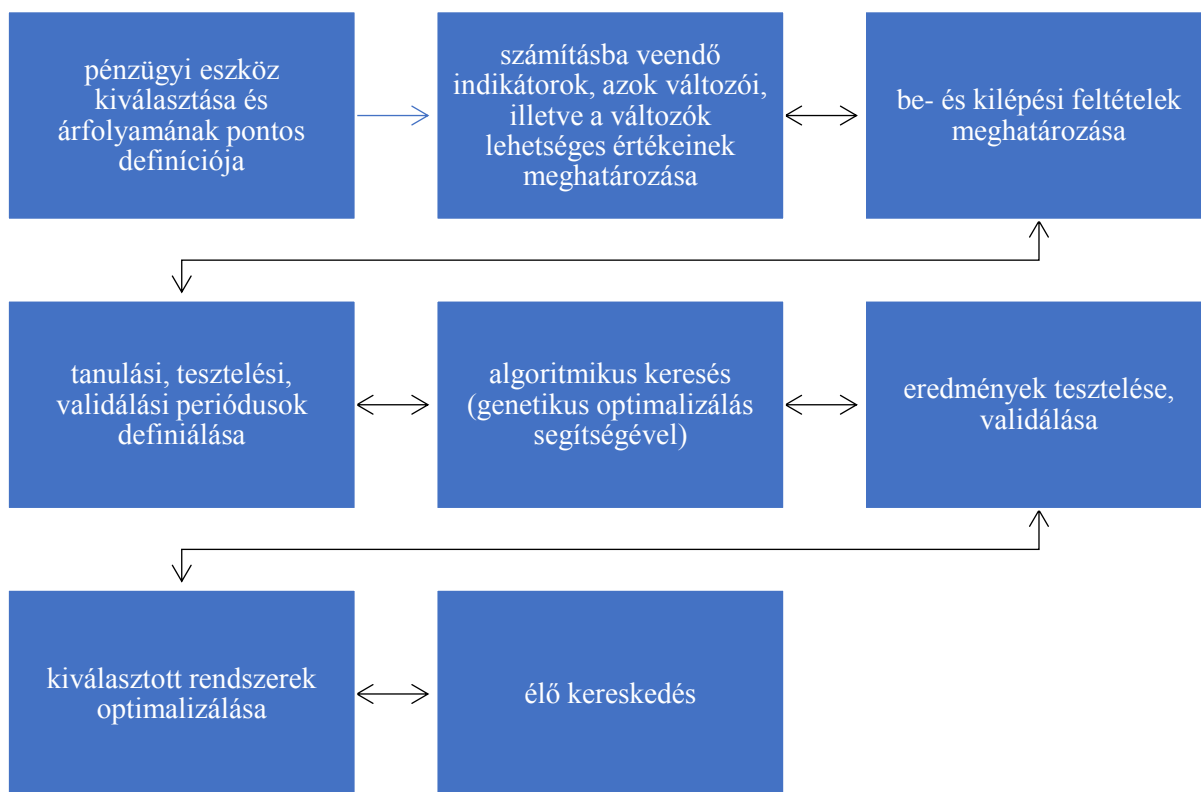 pénzügyi eszköz
kiválasztása és
árfolyamának pontos
definíciója
számításba veendő
indikátorok, azok változói,
illetve a változók
lehetséges értékeinek
meghatározása
be- és kilépési feltételek
meghatározása
tanulási, tesztelési,
validálási periódusok
definiálása
algoritmikus keresés
(genetikus optimalizálás
segítségével)
eredmények tesztelése,
validálása
kiválasztott rendszerek
optimalizálása
élő kereskedés